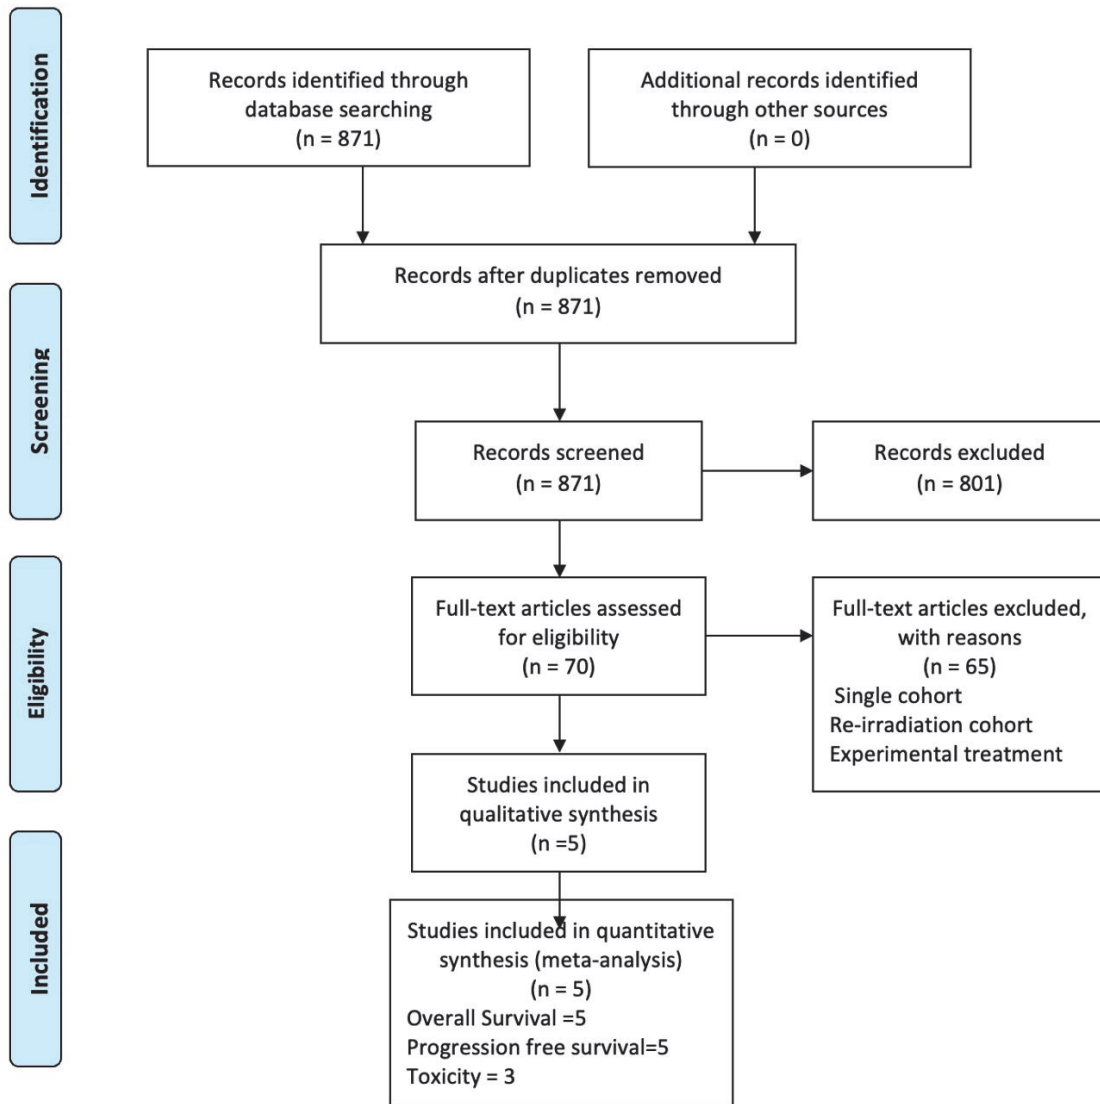 Identification
Records identified through
database searching
(n = 871)
Additional records identified
through other sources
(n = 0)
Records after duplicates removed
(n = 871)
Screening
Records screened
(n = 871)
Records excluded
(n = 801)
Eligibility
Full-text articles assessed
for eligibility
(n = 70)
Full-text articles excluded,
with reasons
(n = 65)
Single cohort
Re-irradiation cohort
Experimental treatment
Studies included in
qualitative synthesis
(n =5)
Included
Studies included in quantitative
synthesis (meta-analysis)
(n = 5)
Overall Survival =5
Progression free survival=5
Toxicity = 3